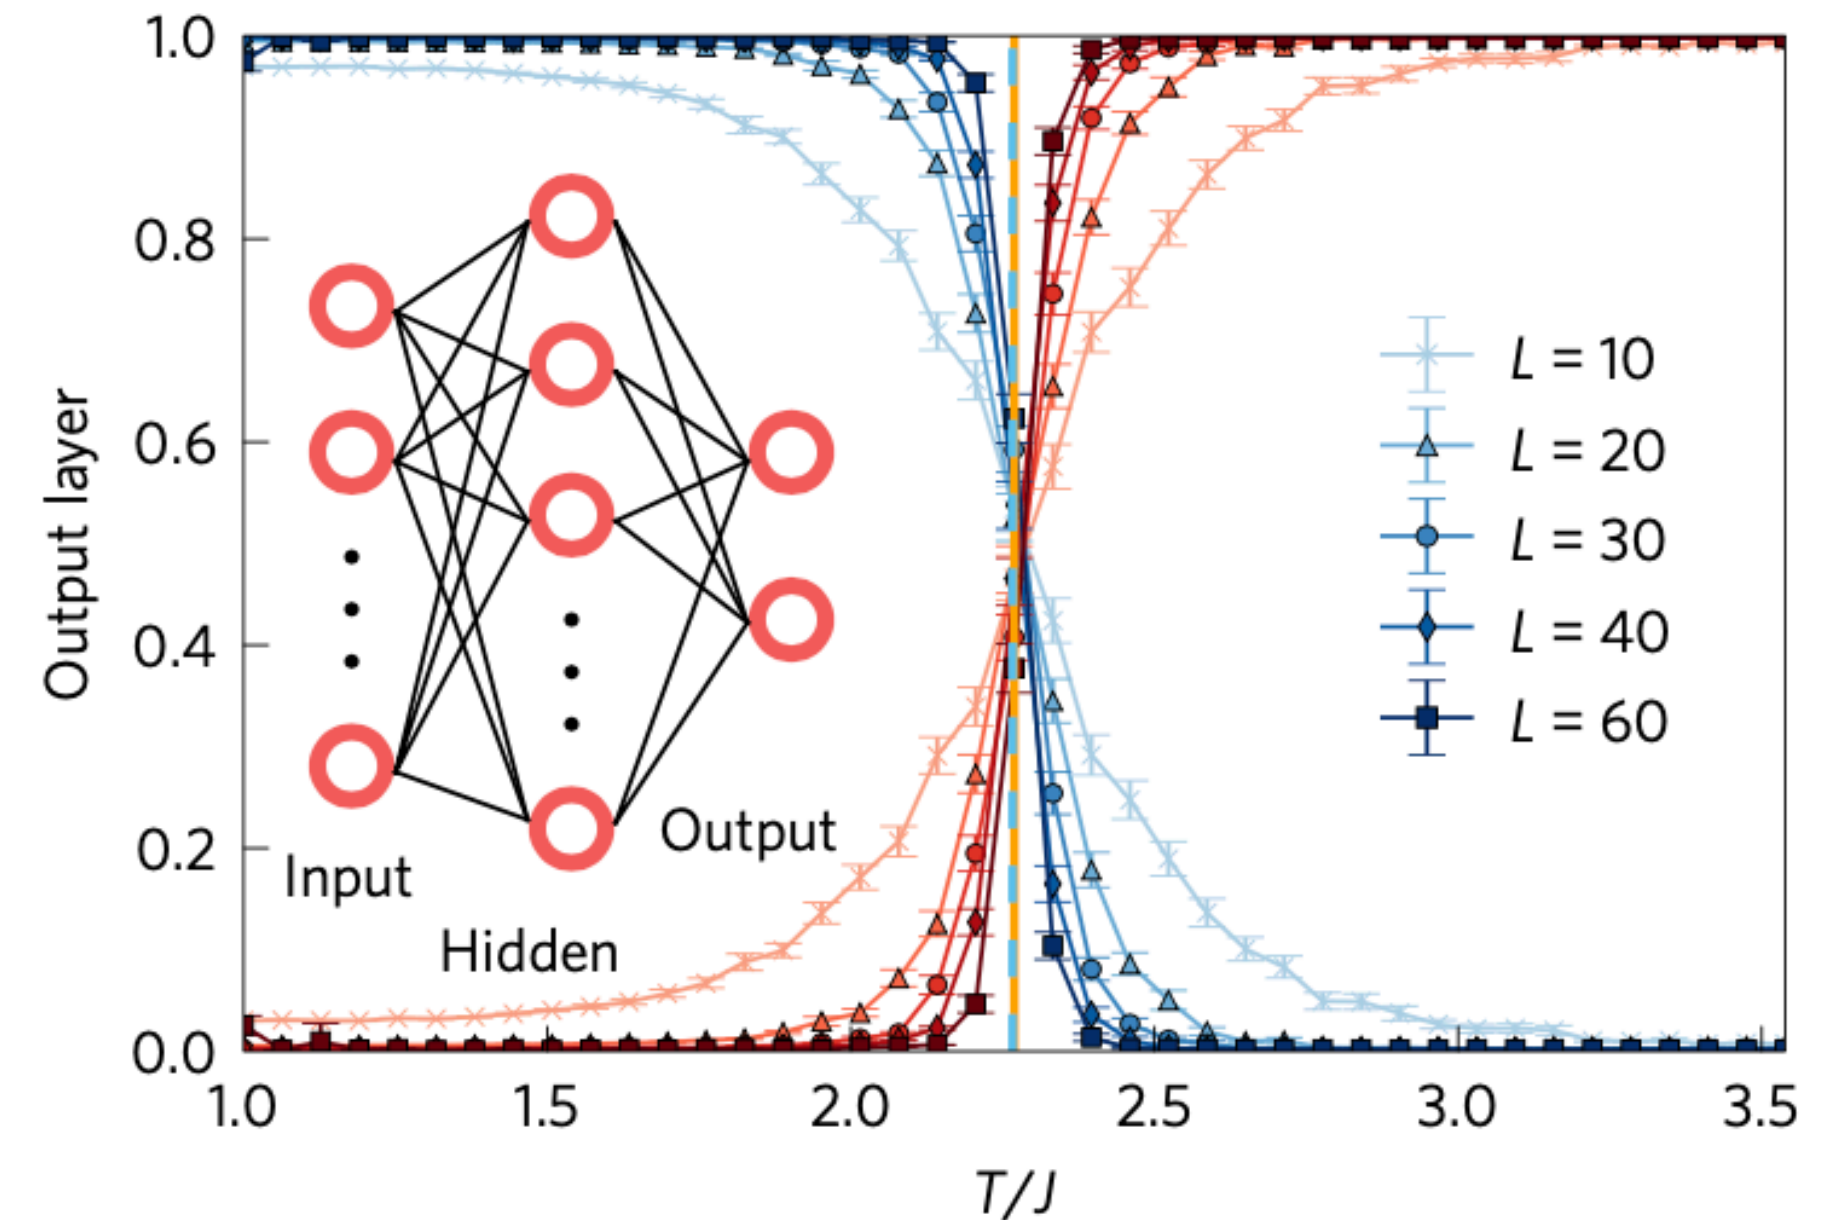 Output layer
1.0
0.8
0.6
0.4
0.2
0.0
Input
Hidden
Output
L = 10
L = 20
L = 30
L = 40
L = 60
1.0 1.5 2.0 2.5 3.0 3.5
T/J